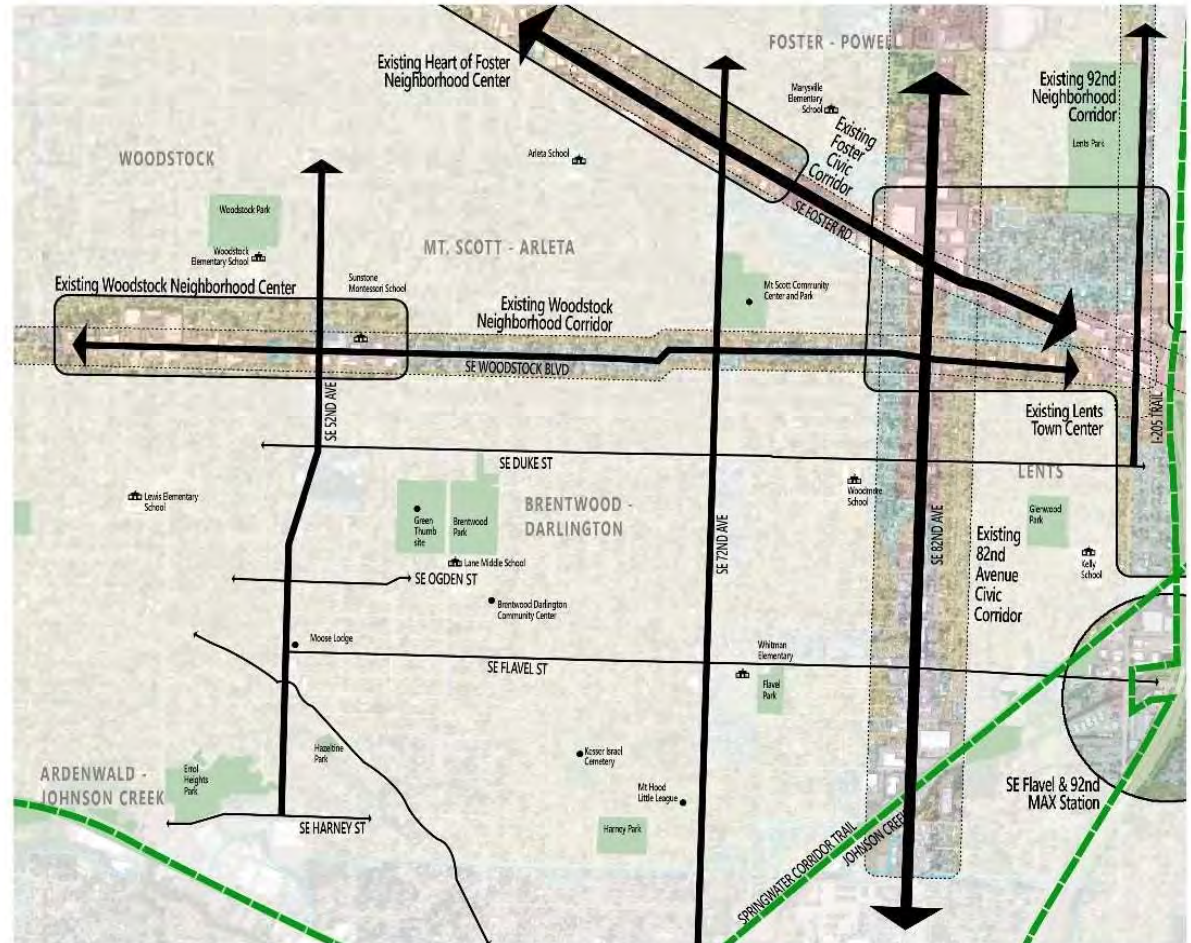 FOSTER - POWEL
Existing Heart of Foster
Neighborhood Center
Existing 92nd
Neighborhood
Corridor
Marysville
Elementary
School
Existing
Foster
Civic
Corridor
Lents Park
WOODSTOCK
Arleta School
Woodstock Park
SE FOSTER RD
Woodstock
Elementary School
MT. SCOTT - ARLETA
Existing Woodstock Neighborhood Center
Sunstone
Montessori School
Existing Woodstock
Neighborhood Corridor
Mt Scott Community
Center and Park
SE WOODSTOCK BLVD
SE 52ND AVE
Existing Lents
Town Center
I-205 TRAIL
SE DUKE ST
LENTS
Lewis Elementary
School
Green
Thumb
site
Brentwood
Park
BRENTWOOD -
DARLINGTON
SE 72ND AVE
Woodmere
School
SE 82ND AVE
Existing
82nd
Avenue
Civic
Corridor
Glenwood
Park
Kelly
School
Lane Middle School
SE OGDEN ST
Brentwood Darlington
Community Center
Moose Lodge
SE FLAVEL ST
Whitman
Elementary
Flavel
Park
Hazeltine
Park
Kesser Israel
Cemetery
ARDENWALD -
JOHNSON CREEK
Errol
Heights
Park
Mt Hood
Little League
SE Flavel & 92nd
MAX Station
SE HARNEY ST
Harney Park
SPRINGWATER CORRIDOR TRAIL
JOHNSON CREEK